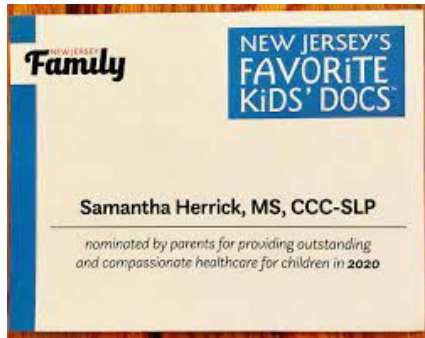 NEW JERSEY
Family
NEW JERSEY'S
FAVORiTE
KiDS' DOCS™
Samantha Herrick, MS, CCC-SLP
nominated by parents for providing outstanding
and compassionate healthcare for children in 2020